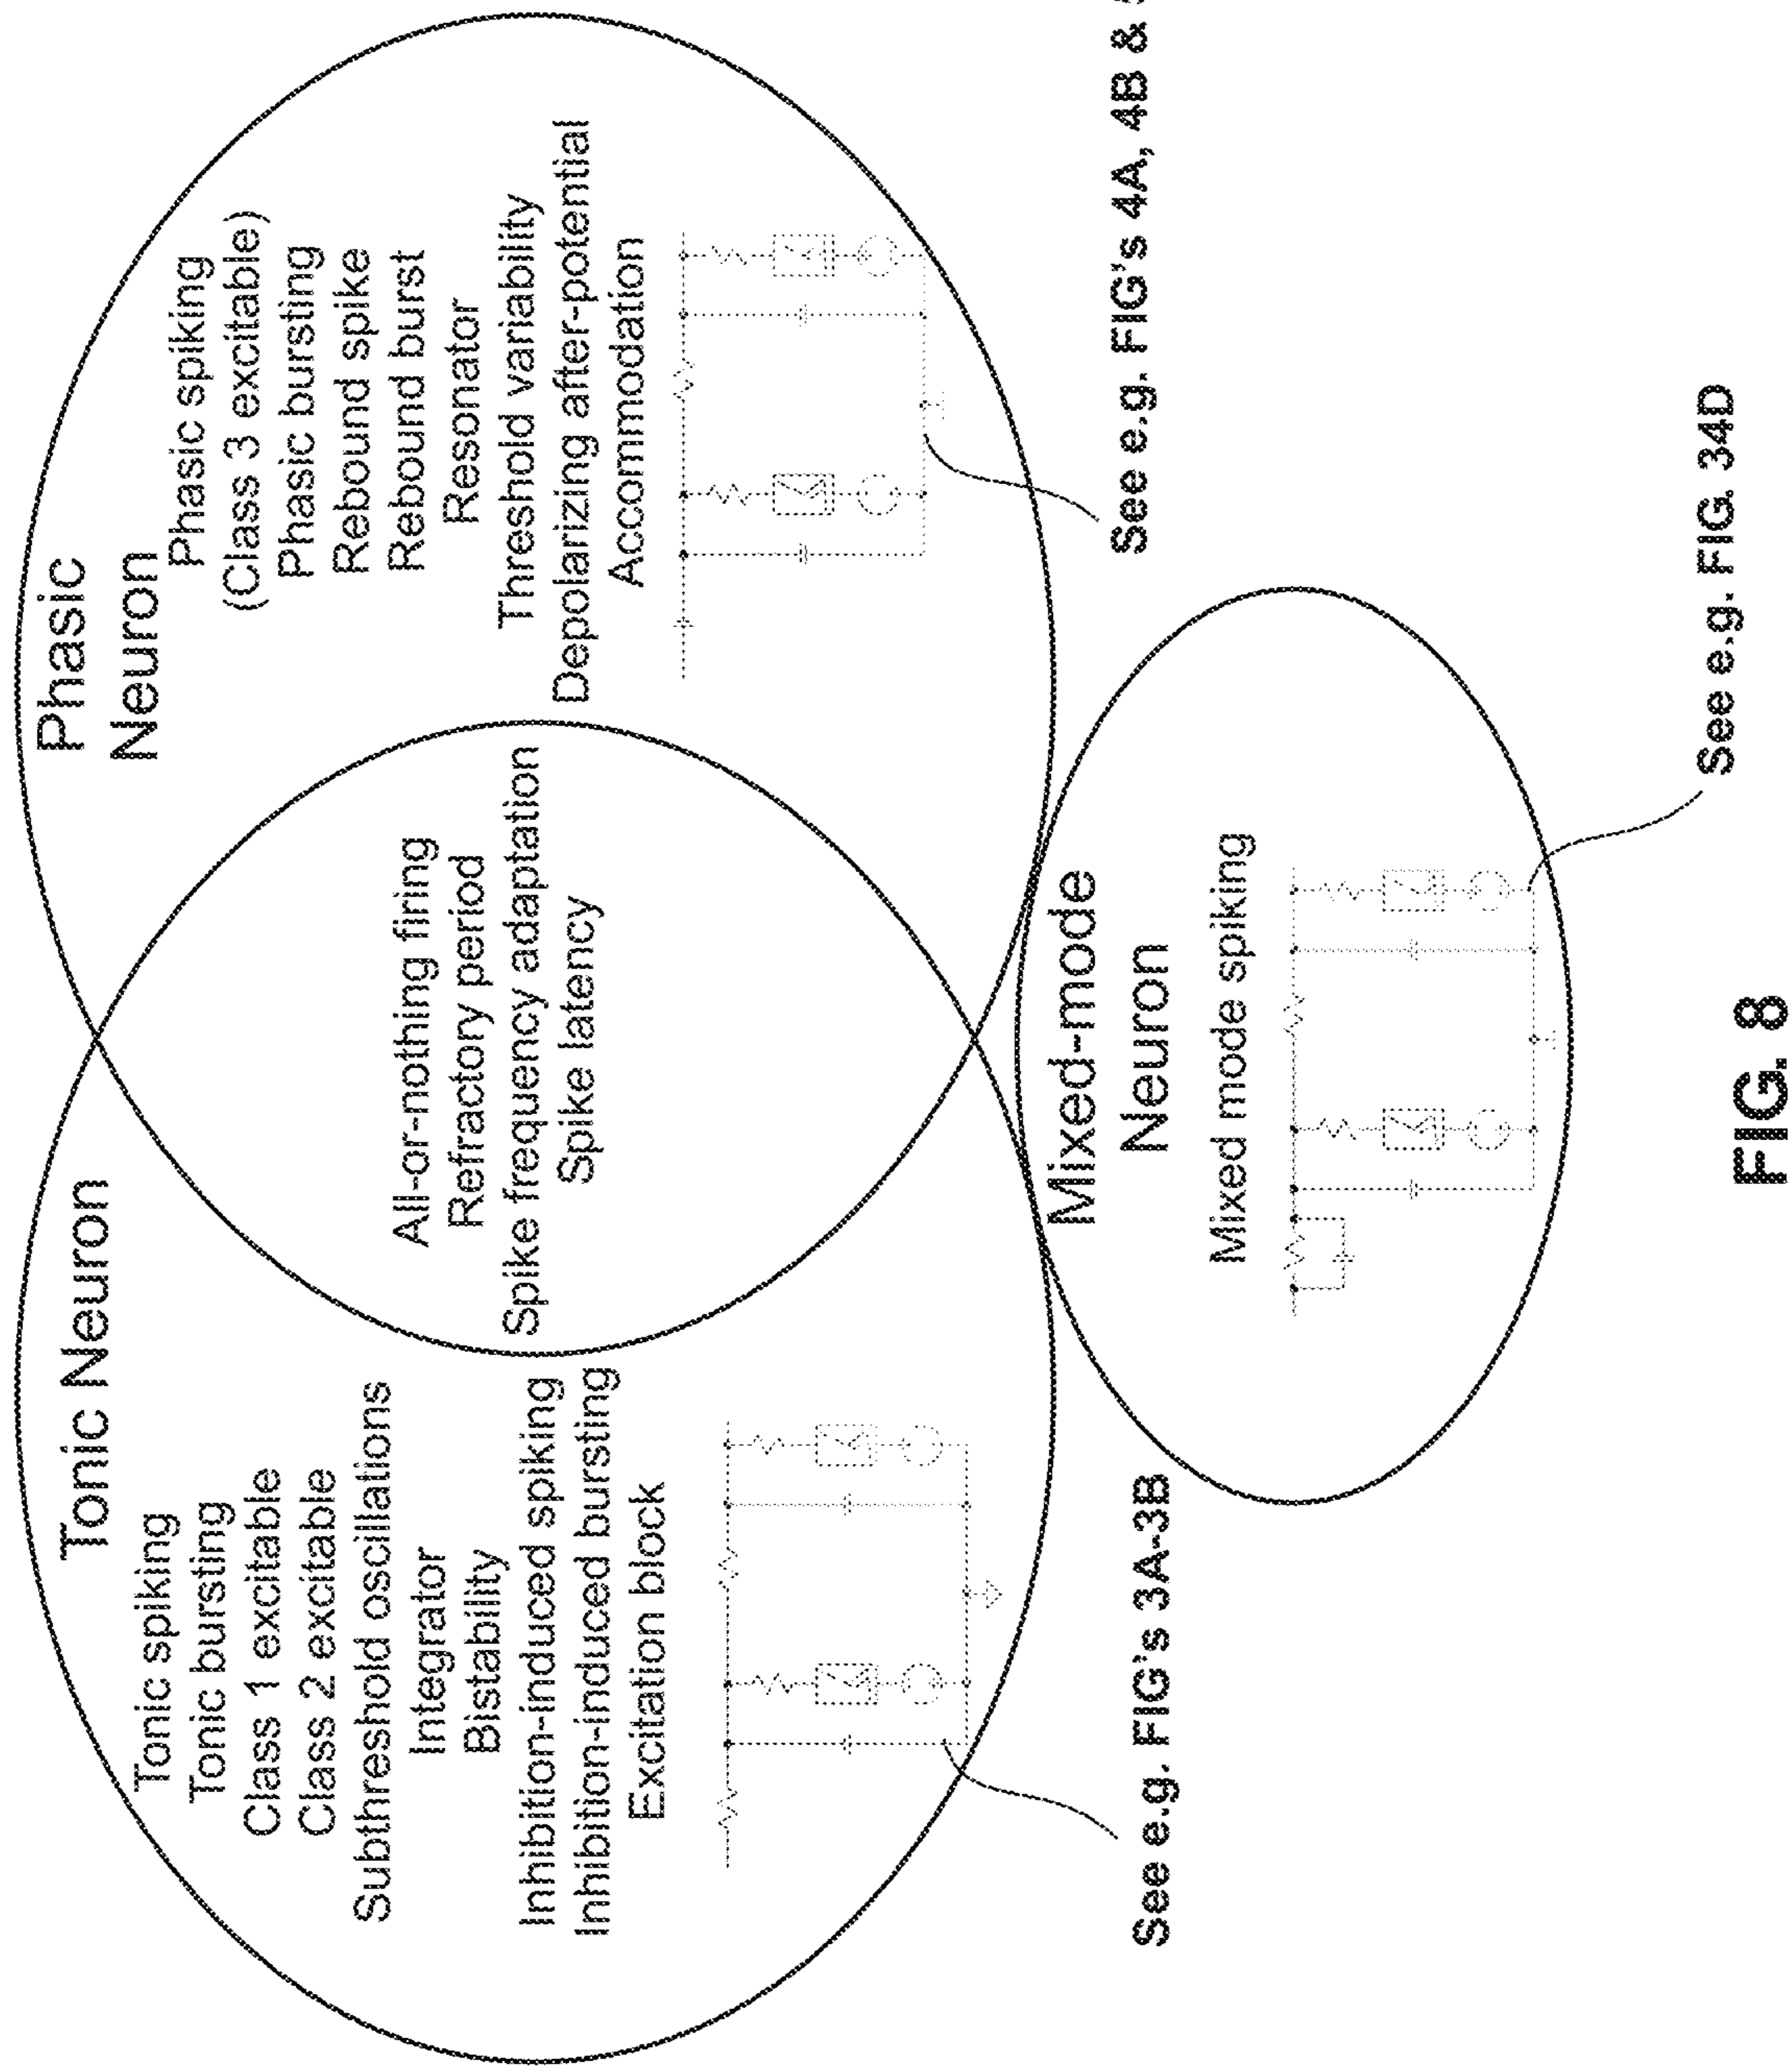 Tonic Neuron
Tonic spiking
Tonic bursting
Class 1 excitable
Class 2 excitable
Subthreshold oscillations
Integrator
Bistability
Inhibition-induced spiking
Inhibition-induced bursting
Excitation block
See e.g. FIG's 3A-3B
All-or-nothing firing
Refractory period
Spike frequency adaptation
Spike latency
Phasic
Neuron
Phasic spiking
(Class 3 excitable)
Phasic bursting
Rebound spike
Rebound burst
Resonator
Threshold variability
Depolarizing after-potential
Accommodation
See e.g. FIG's 4A, 4B &
Mixed-mode
Neuron
Mixed mode spiking
See e.g. FIG. 34D
FIG. 8